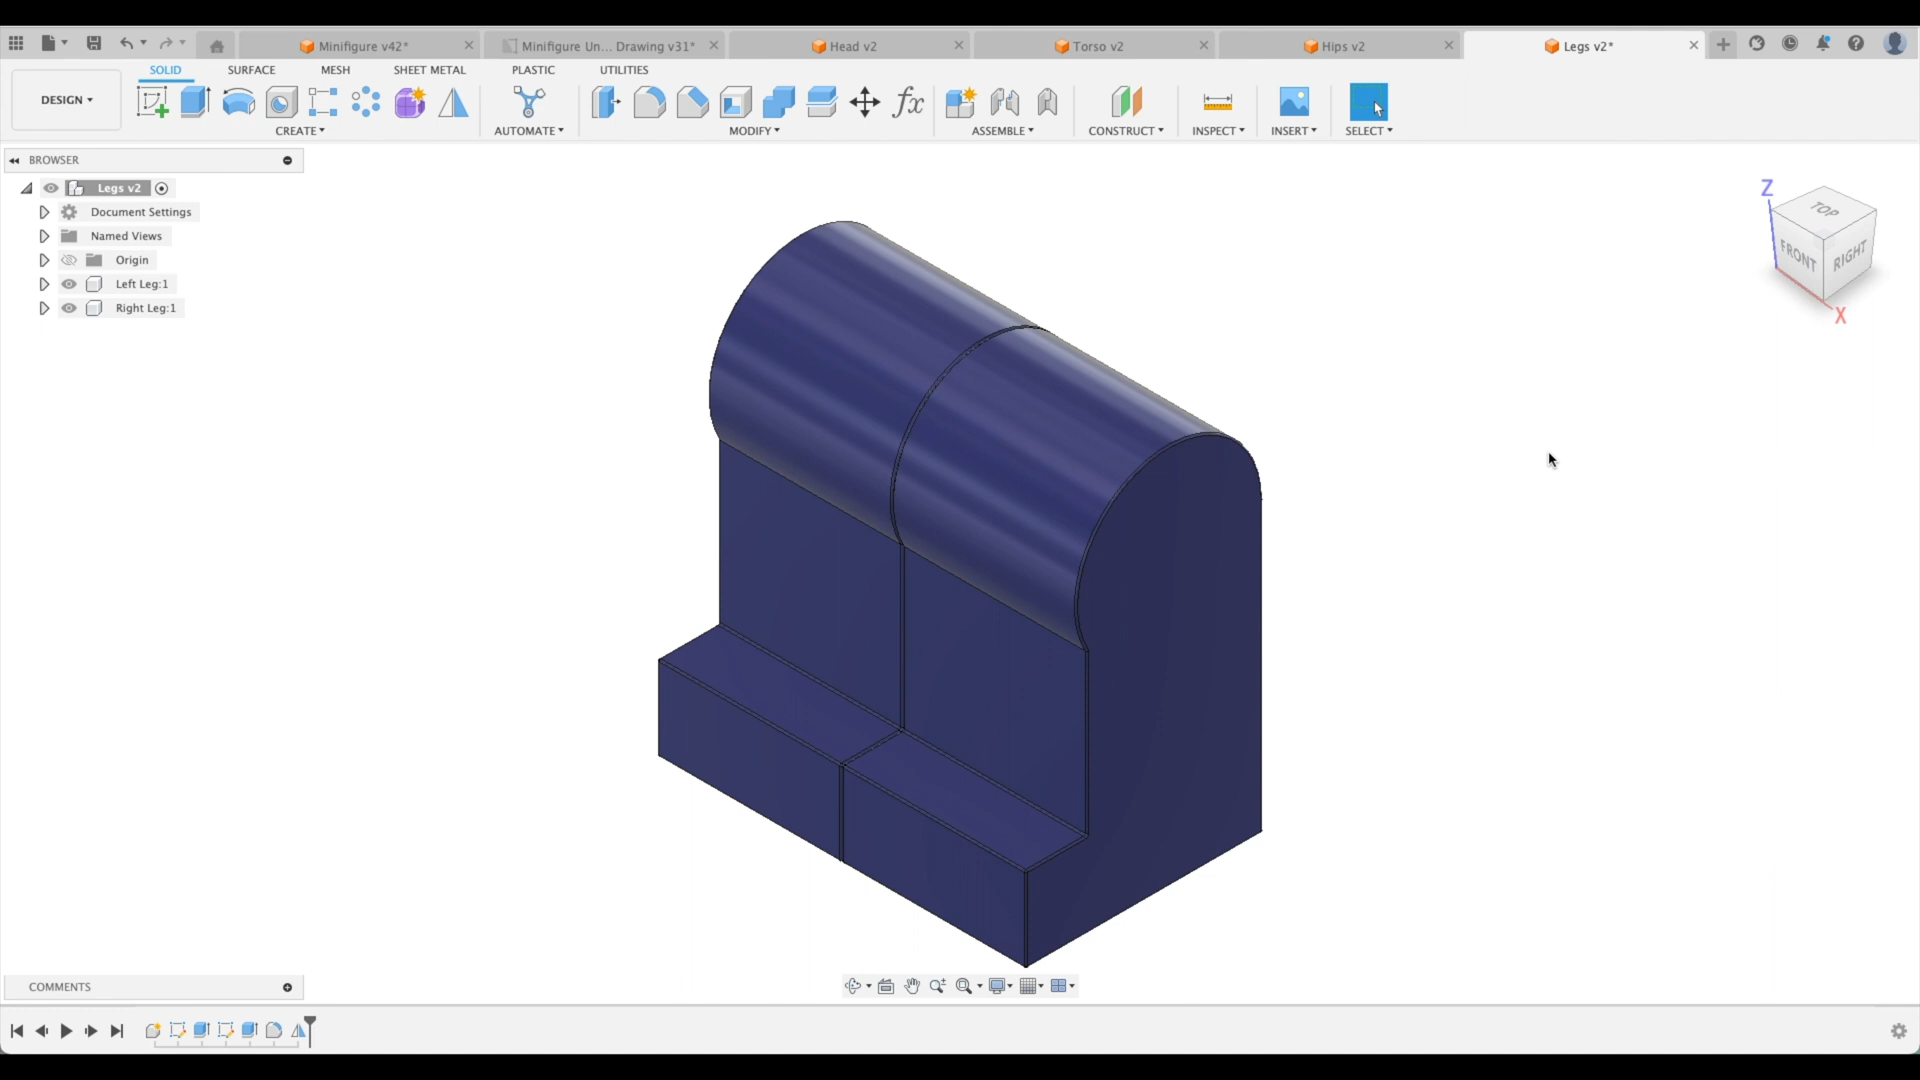 Minifigure v42*
Minifigure Un... Drawing v31*
Head v2
Torso v2
Hips v2
Legs v2*
SOLID
SURFACE
MESH
SHEET METAL
PLASTIC
UTILITIES
DESIGN
fx
CREATE
AUTOMATE
MODIFY
ASSEMBLE
CONSTRUCT
INSPECT
INSERT
SELECT
BROWSER
Legs v2
Document Settings
Named Views
Origin
Left Leg:1
Right Leg:1
Z
TOP
FRONT
RIGHT
X
COMMENTS